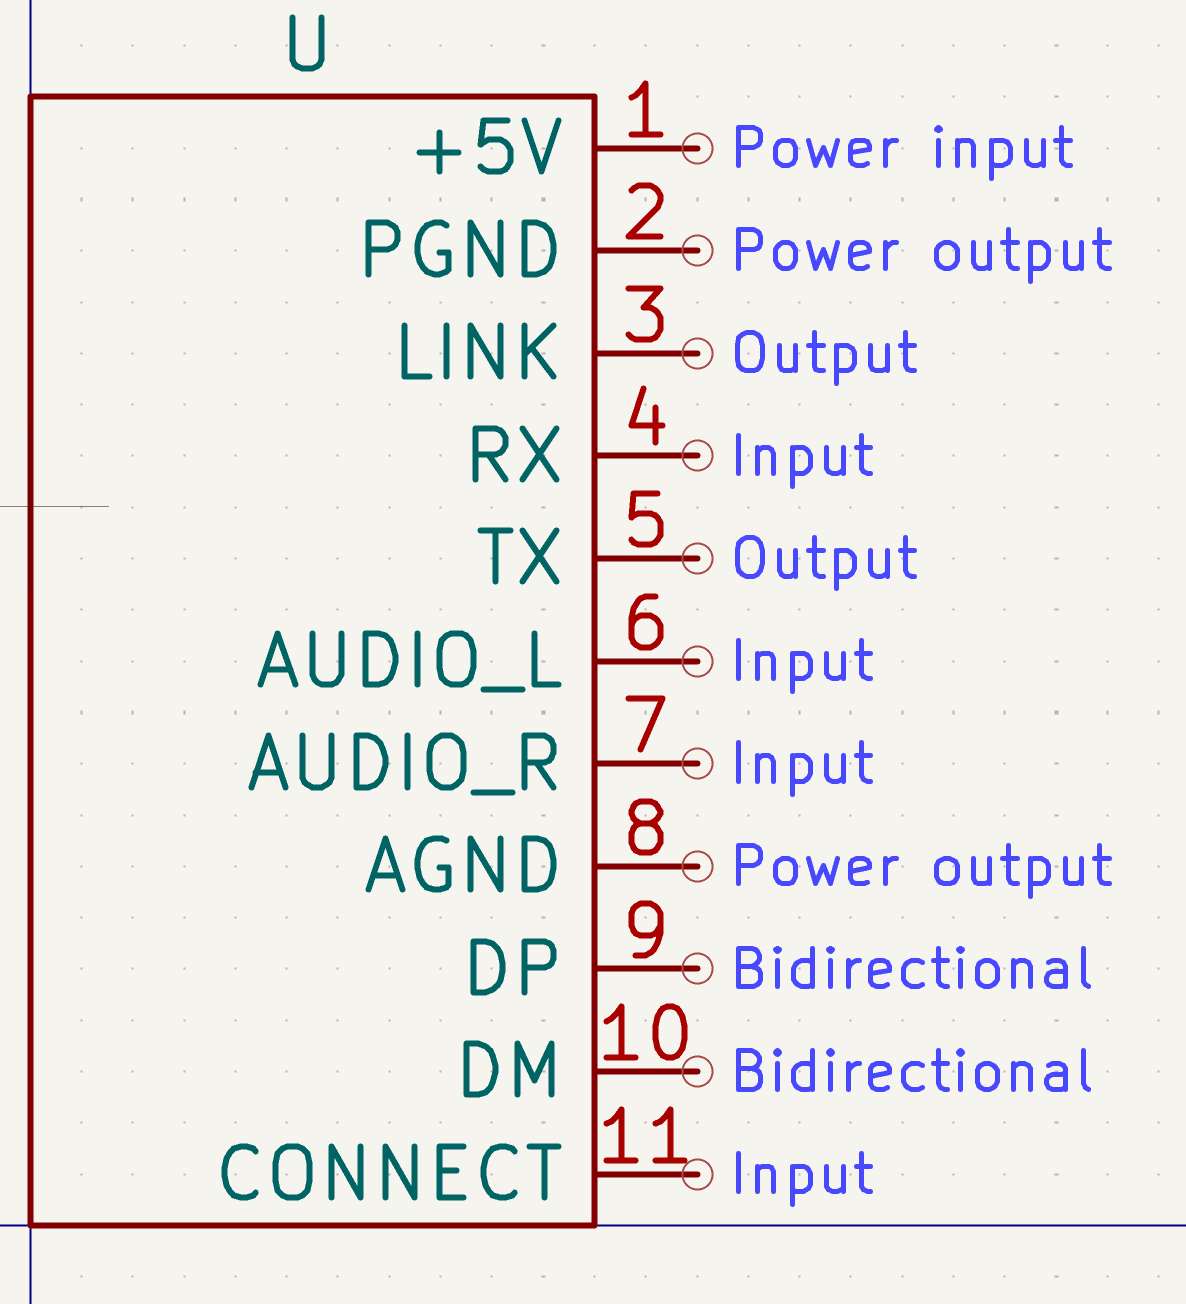 U
+5V 1 Power input
PGND 2 Power output
LINK 3 Output
RX 4 Input
TX 5 Output
AUDIO_L 6 Input
AUDIO_R 7 Input
AGND 8 Power output
DP 9 Bidirectional
DM 10 Bidirectional
CONNECT 11 Input